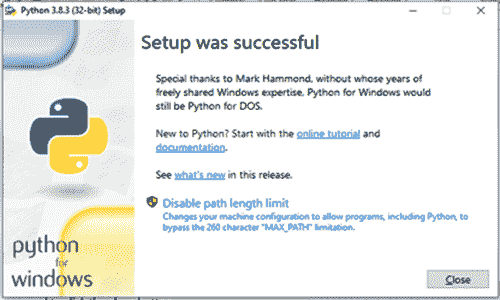 Python 3.8.3 (32-bit) Setup
Setup was successful
Special thanks to Mark Hammond, without whose years of
freely shared Windows expertise, Python for Windows would
still be Python for DOS.
New to Python? Start with the online tutorial and
documentation.
See what's new in this release.
Disable path length limit
Changes your machine configuration to allow programs, including Python, to
bypass the 260 character "MAX_PATH" limitation.
python
for
windows
Close